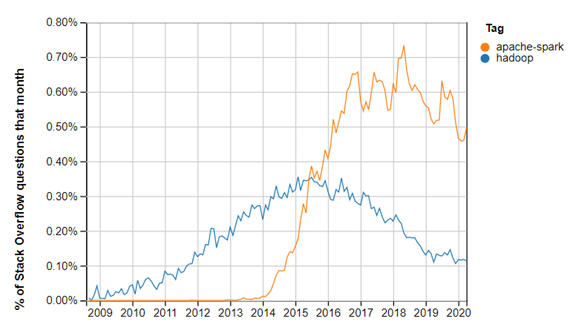 % of Stack Overflow questions that month
0.80%
0.70%
0.60%
0.50%
0.40%
0.30%
0.20%
0.10%
0.00%
2009 2010 2011 2012 2013 2014 2015 2016 2017 2018 2019 2020
Tag
apache-spark
hadoop